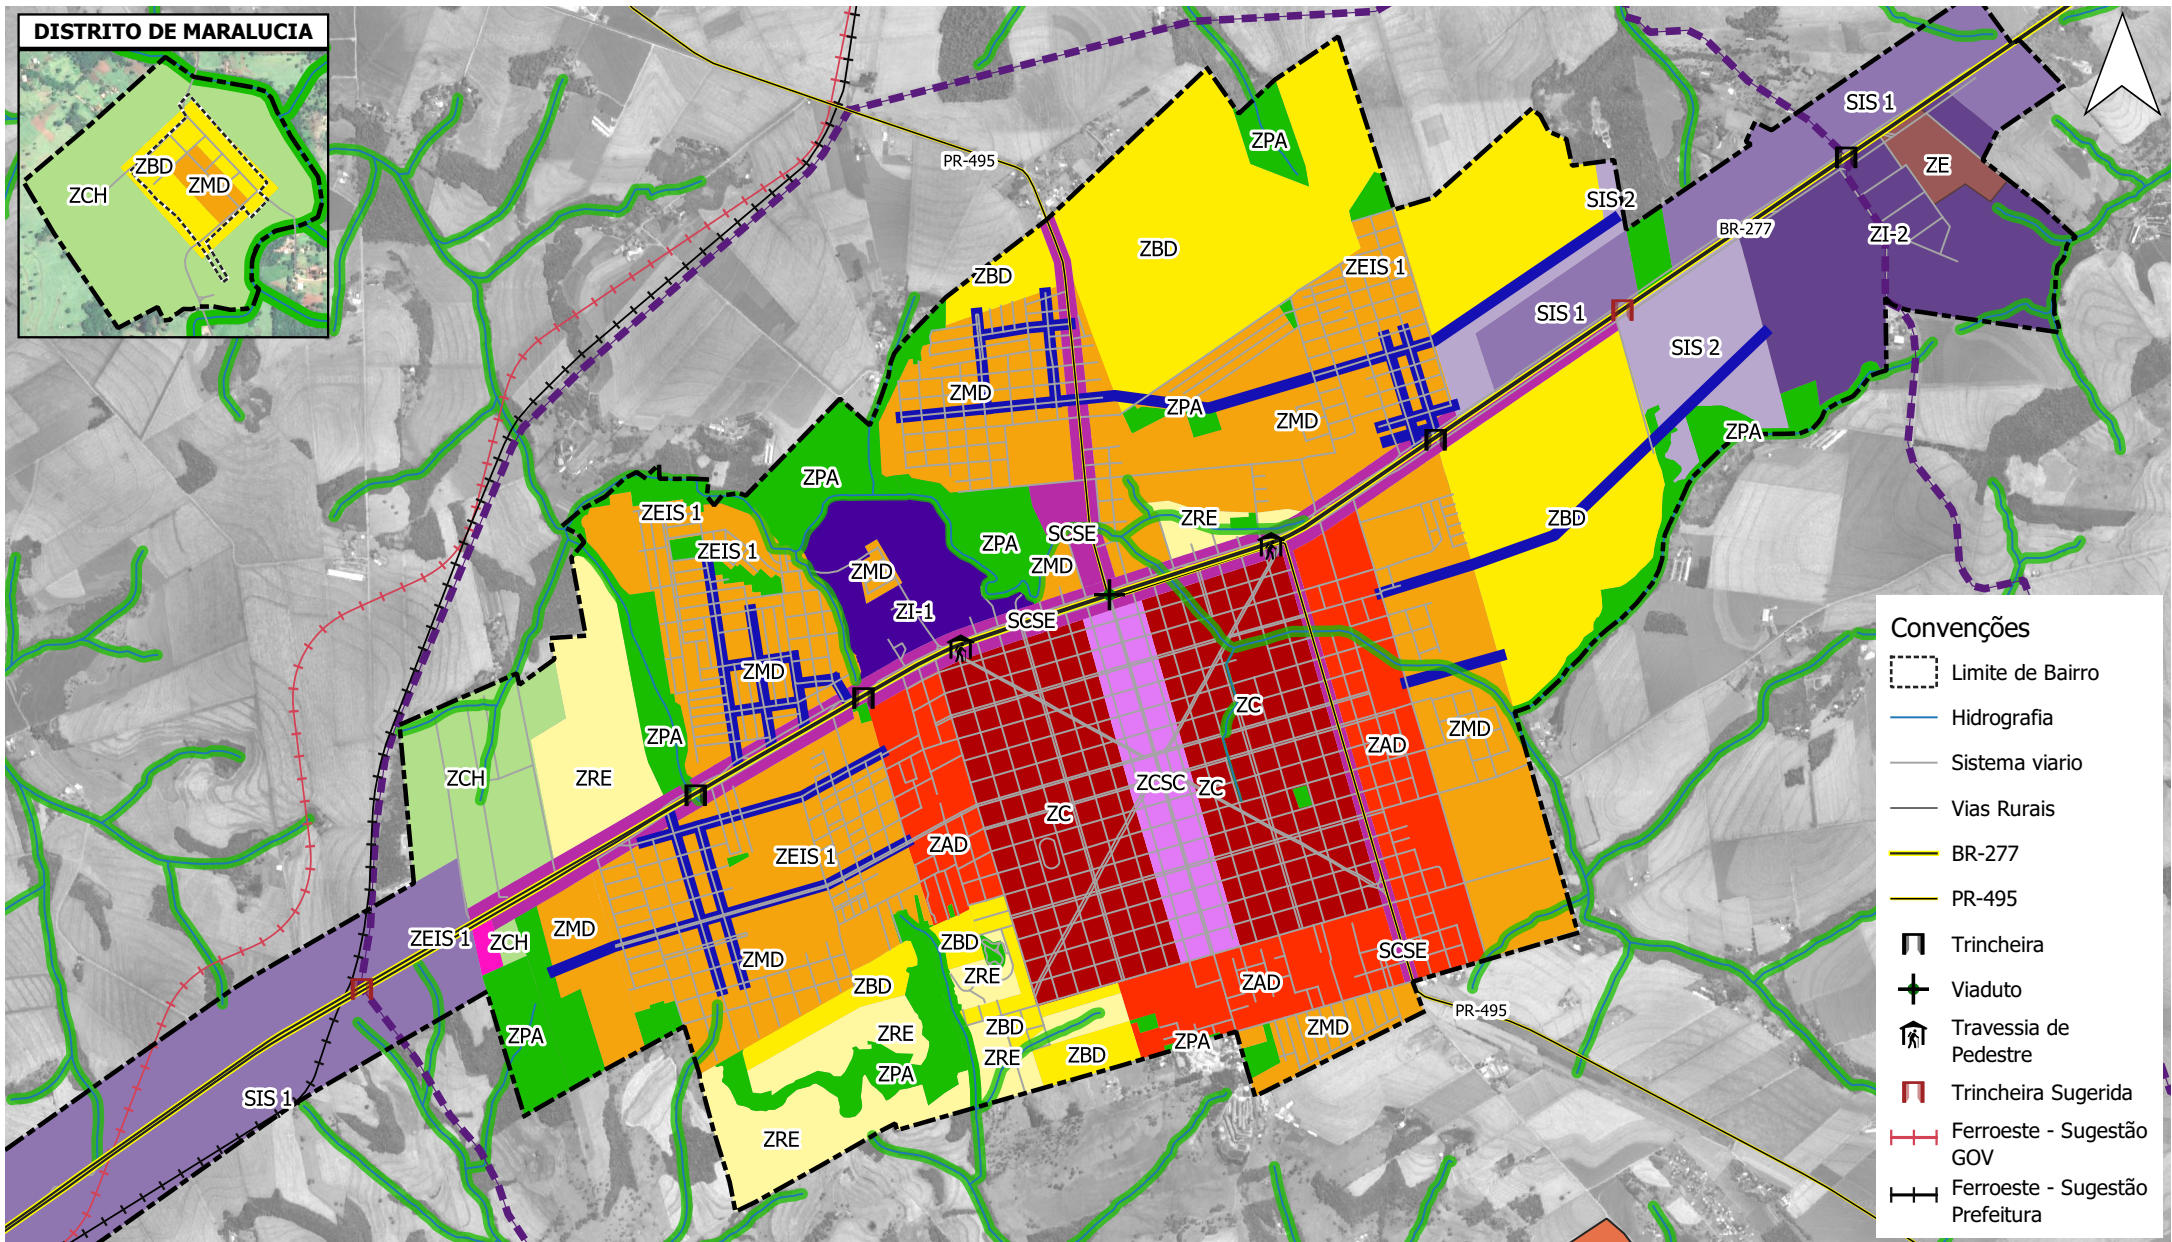 DISTRITO DE MARALUCIA
ZBD
ZMD
ZCH
SIS 1
PR-495
ZPA
ZE
SIS 2
BR-277
ZI-2
ZBD
ZBD
ZEIS 1
SIS 1
SIS 2
ZMD
ZPA
ZMD
ZPA
ZPA
ZEIS 1
ZRE
ZBD
SCSE
ZPA
ZEIS 1
ZMD
ZMD
ZI-1
SCSE
ZMD
ZC
ZPA
ZAD
ZMD
ZCH
ZRE
ZCSC
ZC
ZC
ZAD
ZEIS 1
ZMD
ZEIS 1
ZCH
ZBD
SCSE
ZMD
ZRE
ZBD
ZAD
PR-495
ZPA
ZRE
ZBD
ZMD
ZPA
ZRE
ZBD
ZPA
SIS 1
ZRE
Convenções
Limite de Bairro
Hidrografia
Sistema viario
Vias Rurais
BR-277
PR-495
Trincheira
Viaduto
Travessia de
Pedestre
Trincheira Sugerida
Ferroeste - Sugestão
GOV
Ferroeste - Sugestão
Prefeitura